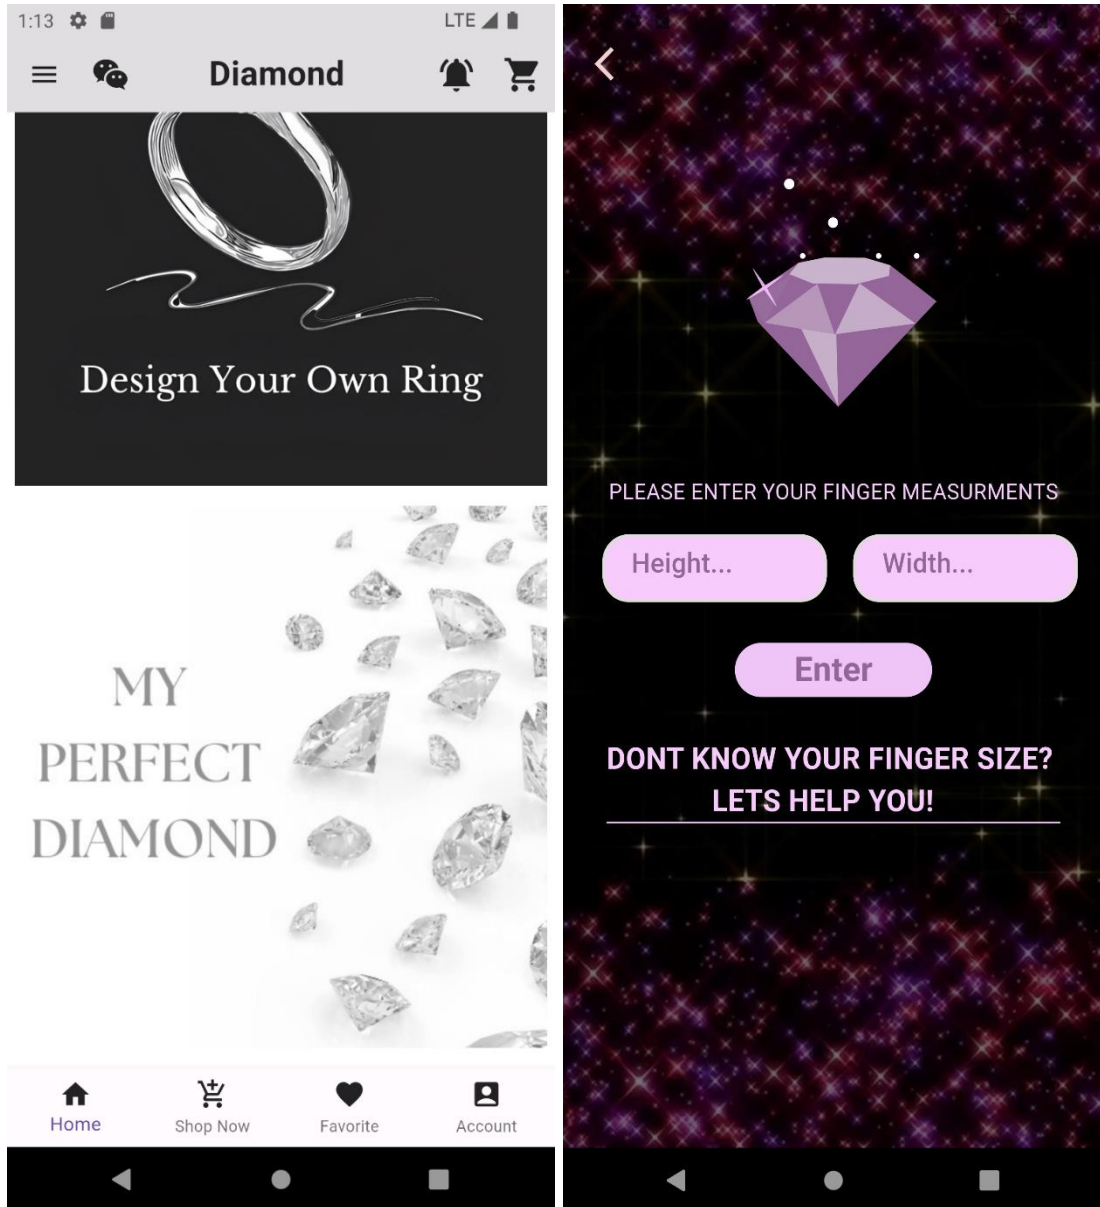 1:13
LTE
Diamond
Design Your Own Ring
MY
PERFECT
DIAMOND
Home
Shop Now
Favorite
Account
PLEASE ENTER YOUR FINGER MEASURMENTS
Height...
Width...
Enter
DONT KNOW YOUR FINGER SIZE?
LETS HELP YOU!